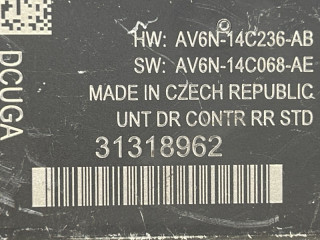 HW: AV6N-14C236-AB
SW: AV6N-14C068-AE
MADE IN CZECH REPUBLIC
UNT DR CONTR RR STD
31318962
DCUGA